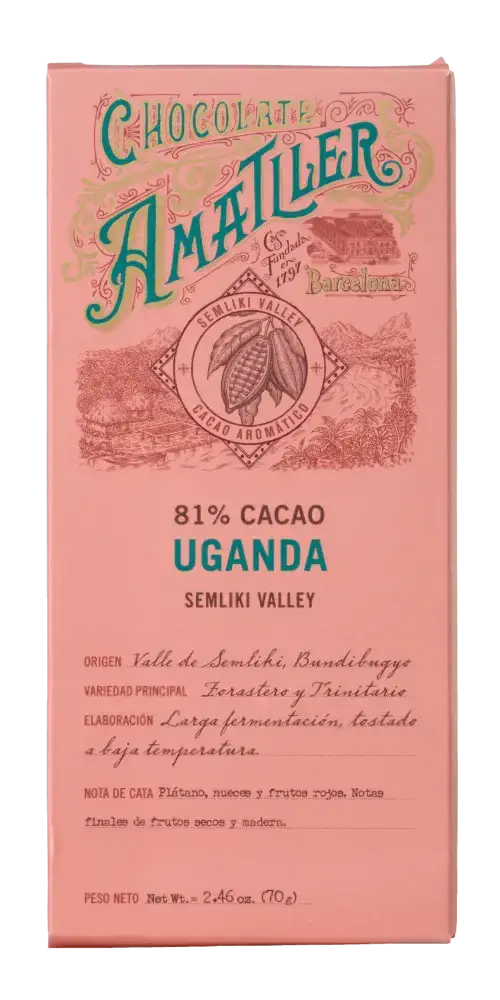 CHOCOLATE
AMATLLER
Casa
Fundada
en
1797
Barcelona
SEMLIKI VALLEY
CACAO AROMÁTICO
81% CACAO
UGANDA
SEMLIKI VALLEY
ORIGEN Valle de Semliki, Bundibugyo
VARIEDAD PRINCIPAL Forastero y Trinitario
ELABORACIÓN Larga fermentación, tostado
a baja temperatura.
NOTA DE CATA Plátano, nueces y frutos rojos. Notas
finales de frutos secos y madera.
PESO NETO Net Wt.= 2.46 oz. (70 g)